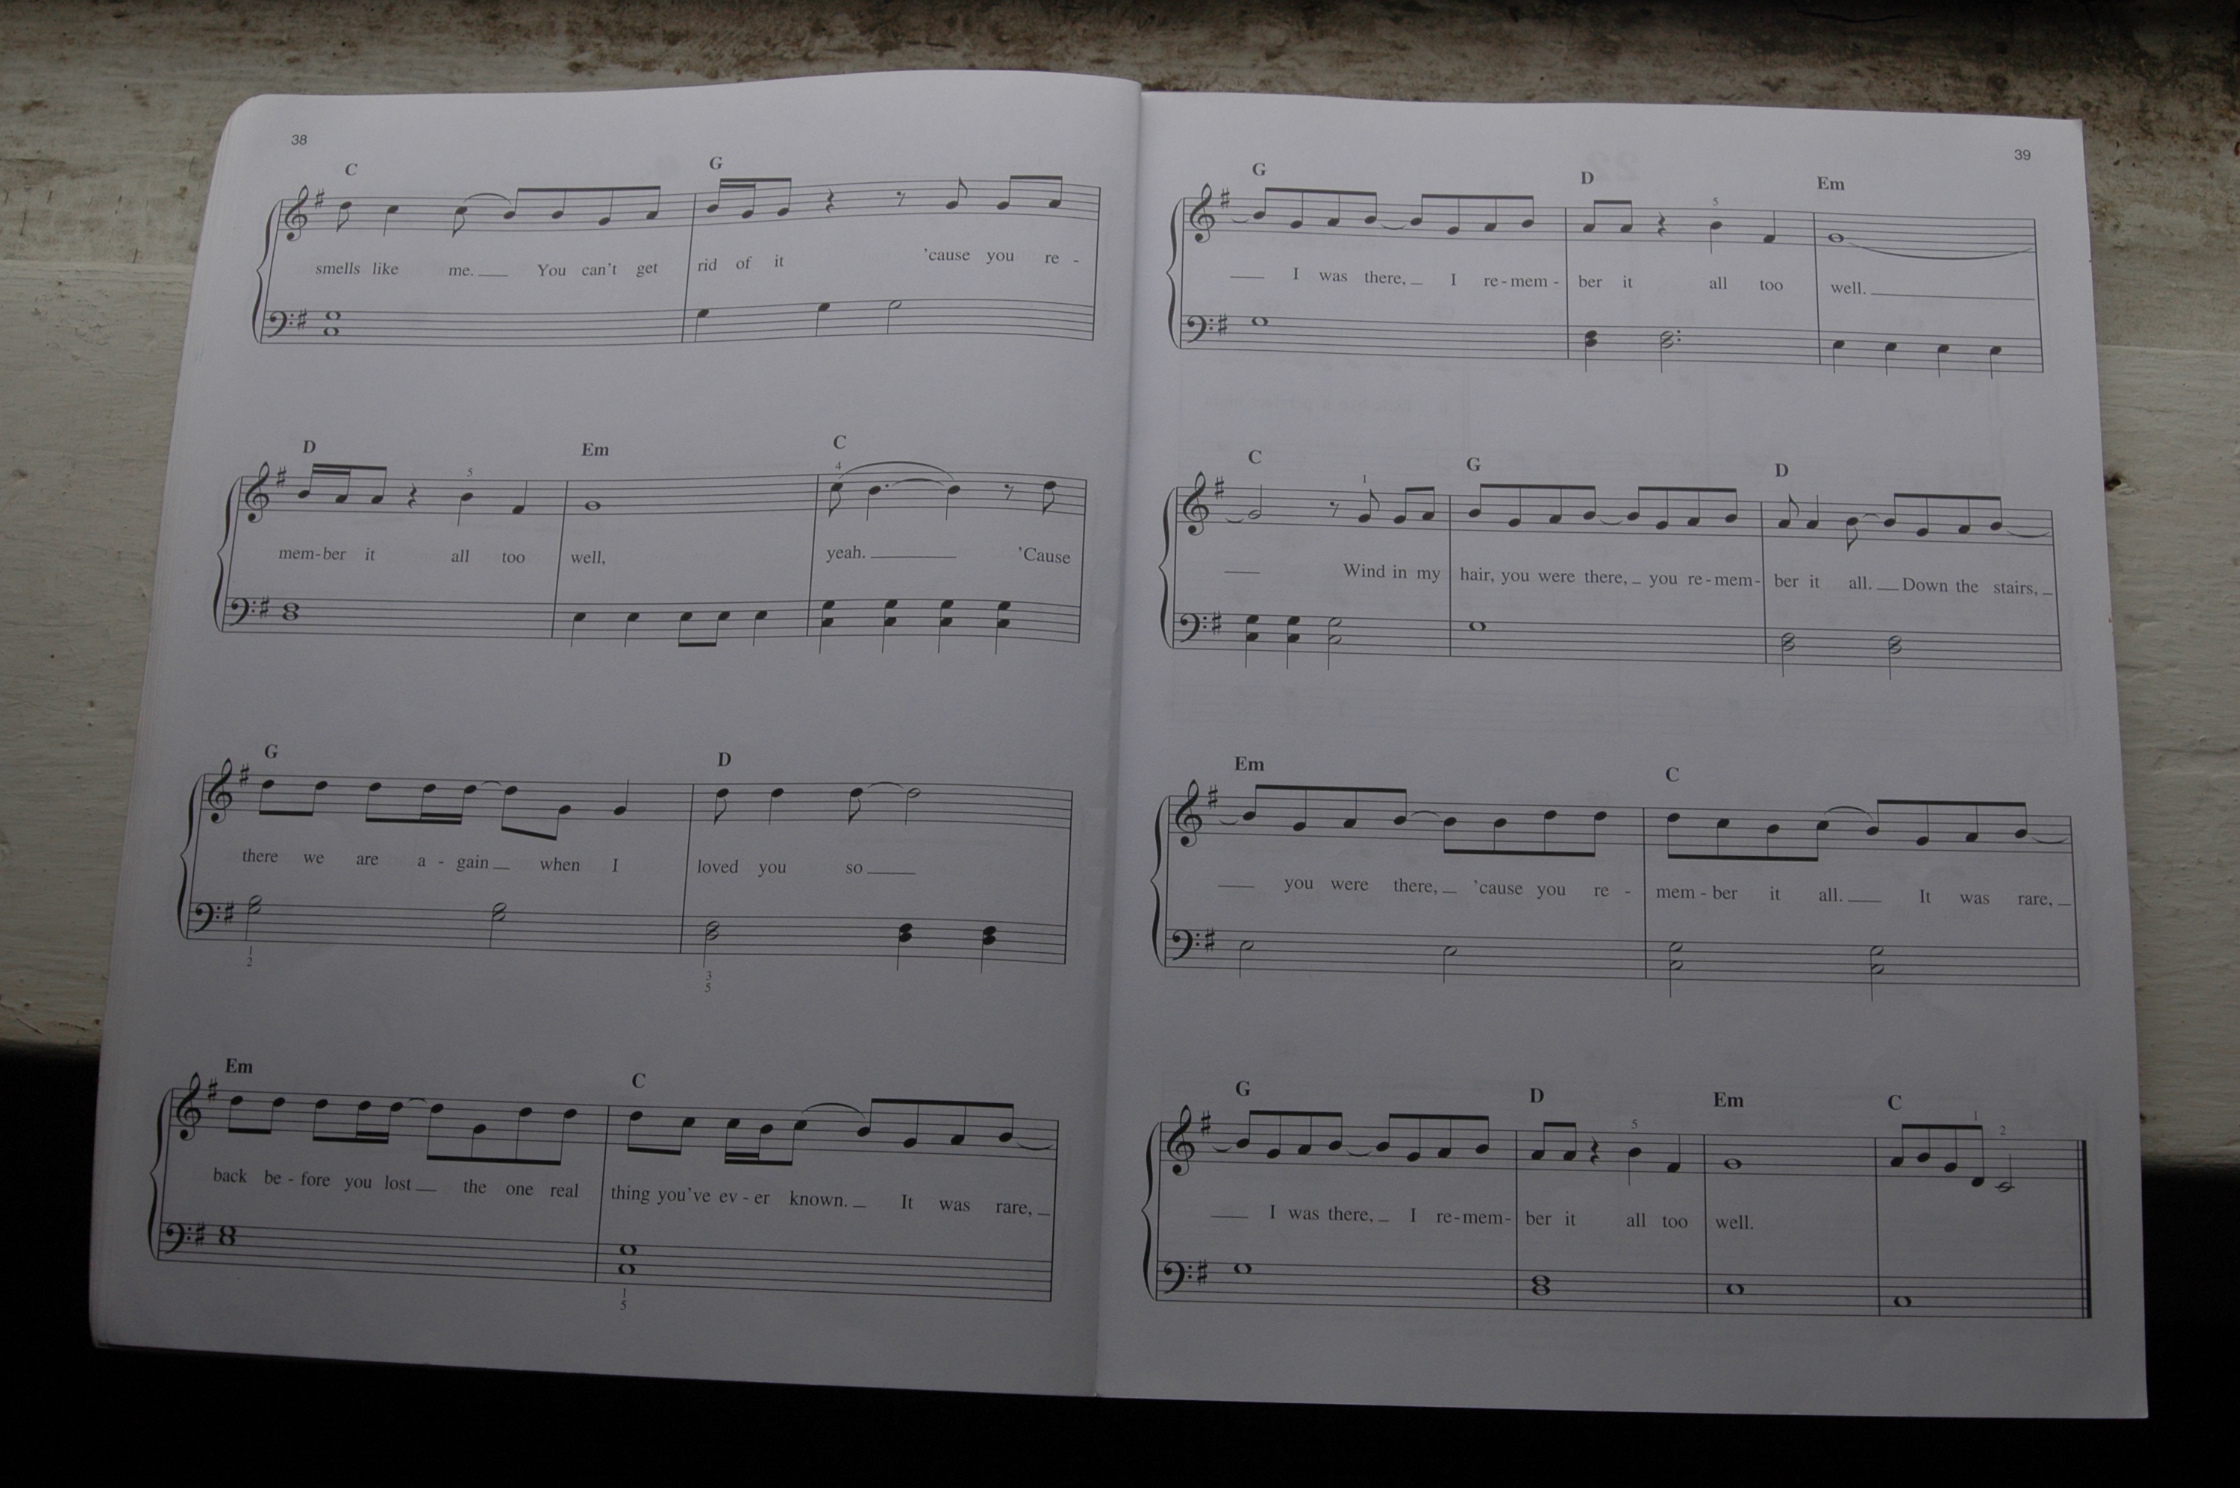 38
C G
smells like me. You can't get rid of it 'cause you re -
D 5 Em C 4
mem - ber it all too well, yeah. 'Cause
G D
there we are a - gain when I loved you so
1 2 3 5
Em C
back be - fore you lost the one real thing you've ev - er known. It was rare,
1 5
39
G D 5 Em
I was there, I re - mem - ber it all too well.
C 1 G D
Wind in my hair, you were there, you re - mem - ber it all. Down the stairs,
Em C
you were there, 'cause you re - mem - ber it all. It was rare,
G D 5 Em C 1 2
I was there, I re - mem - ber it all too well.